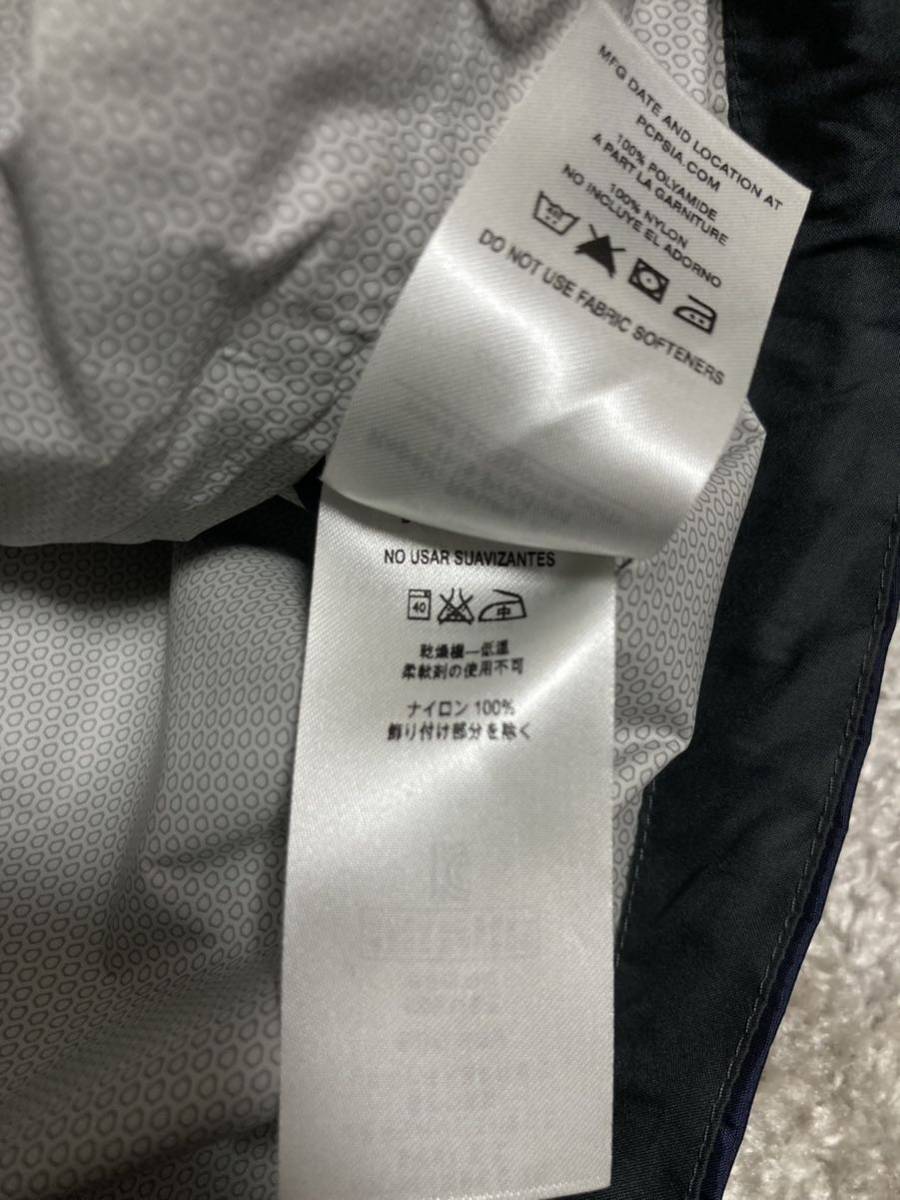 MFG DATE AND LOCATION AT
PCPSIA.COM
100% POLYAMIDE
A PART LA GARNITURE
100% NYLON
NO INCLUYE EL ADORNO
40
DO NOT USE FABRIC SOFTENERS
NO USAR SUAVIZANTES
40 中
乾燥機—低温
柔軟剤の使用不可
ナイロン 100%
飾り付け部分を除く